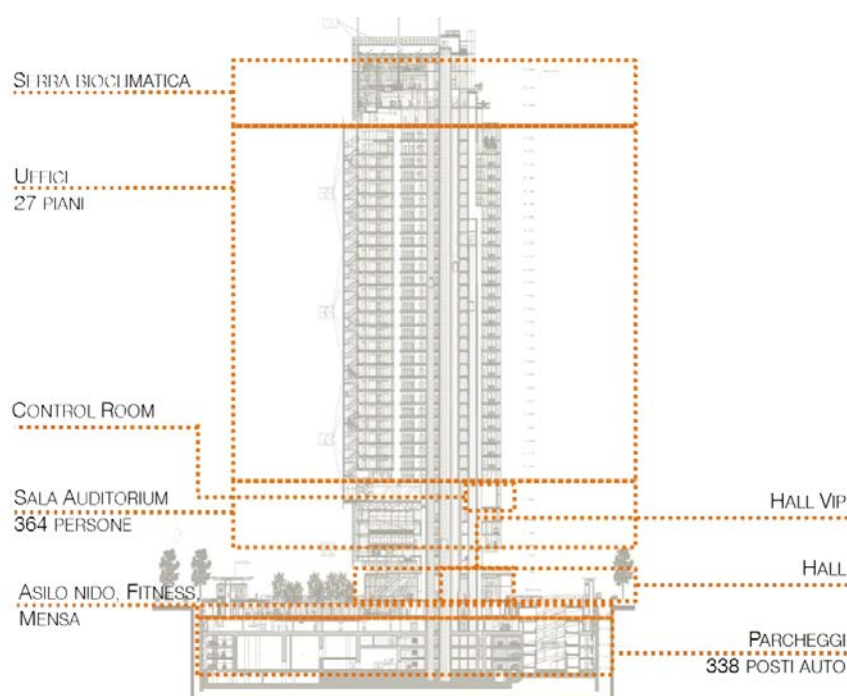 SERRA BIOCLIMATICA
UFFICI
27 PIANI
CONTROL ROOM
SALA AUDITORIUM
364 PERSONE
HALL VIP
HALL
ASILO NIDO, FITNESS,
MENSA
PARCHEGGI
338 POSTI AUTO